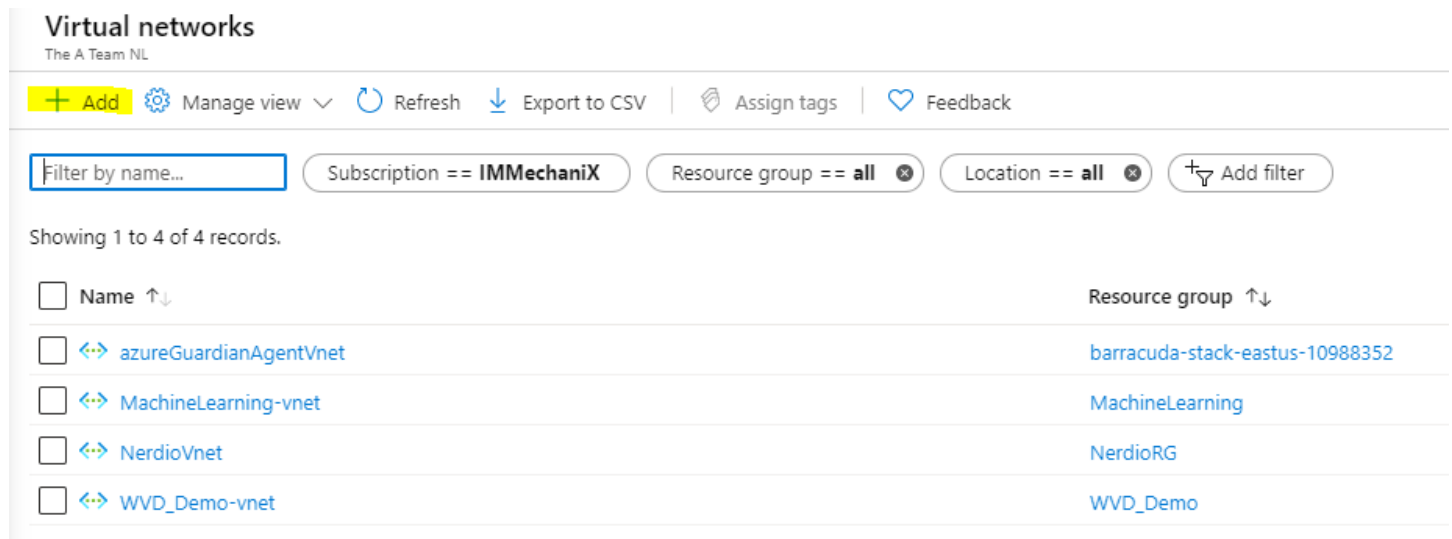 Virtual networks
The A Team NL
Add Manage view Refresh Export to CSV Assign tags Feedback
Filter by name... Subscription == IMMechaniX Resource group == all Location == all Add filter
Showing 1 to 4 of 4 records.
Name ↑↓ Resource group ↑↓
azureGuardianAgentVnet barracuda-stack-eastus-10988352
MachineLearning-vnet MachineLearning
NerdioVnet NerdioRG
WVD_Demo-vnet WVD_Demo